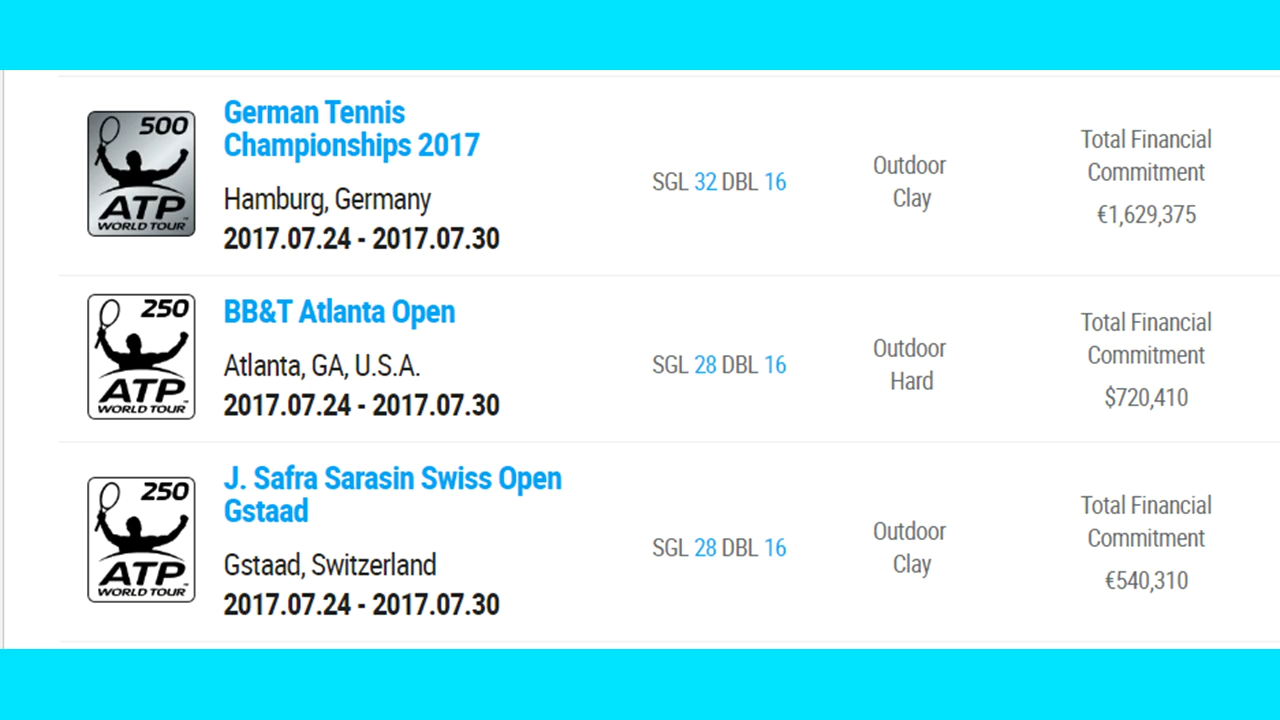 500
ATP
WORLD TOUR
German Tennis
Championships 2017
Hamburg, Germany
2017.07.24 - 2017.07.30
SGL 32 DBL 16
Outdoor
Clay
Total Financial
Commitment
€1,629,375
250
ATP
WORLD TOUR
BB&T Atlanta Open
Atlanta, GA, U.S.A.
2017.07.24 - 2017.07.30
SGL 28 DBL 16
Outdoor
Hard
Total Financial
Commitment
$720,410
250
ATP
WORLD TOUR
J. Safra Sarasin Swiss Open
Gstaad
Gstaad, Switzerland
2017.07.24 - 2017.07.30
SGL 28 DBL 16
Outdoor
Clay
Total Financial
Commitment
€540,310